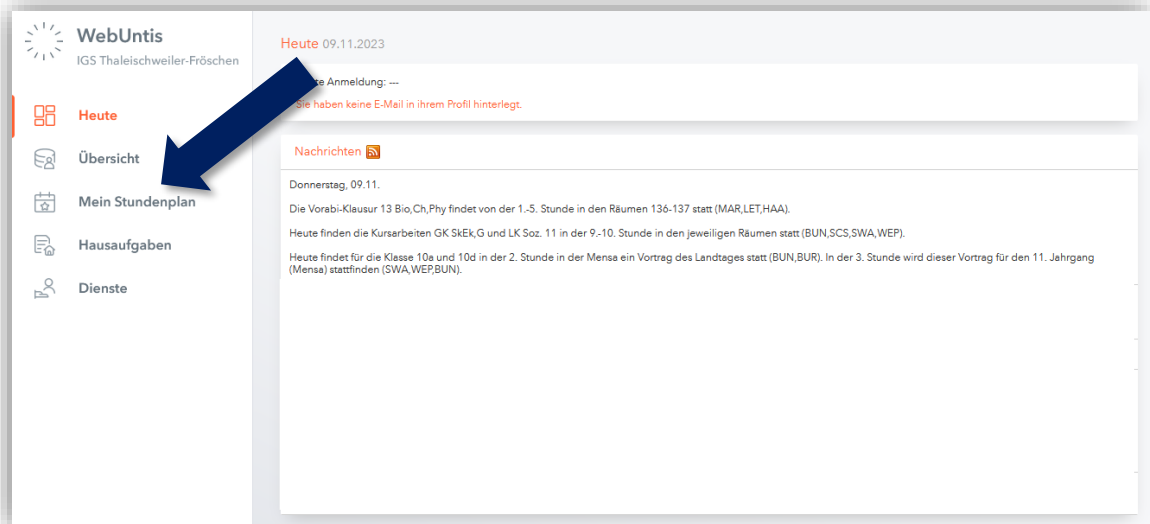 WebUntis
IGS Thaleischweiler-Fröschen
Heute
Übersicht
Mein Stundenplan
Hausaufgaben
Dienste
Heute 09.11.2023
Anmeldung: ---
Sie haben keine E-Mail in ihrem Profil hinterlegt.
Nachrichten
Donnerstag, 09.11.
Die Vorabi-Klausur 13 Bio,Ch,Phy findet von der 1.-5. Stunde in den Räumen 136-137 statt (MAR,LET,HAA).
Heute finden die Kursarbeiten GK SkEk,G und LK Soz. 11 in der 9.-10. Stunde in den jeweiligen Räumen statt (BUN,SCS,SWA,WEP).
Heute findet für die Klasse 10a und 10d in der 2. Stunde in der Mensa ein Vortrag des Landtages statt (BUN,BUR). In der 3. Stunde wird dieser Vortrag für den 11. Jahrgang
(Mensa) stattfinden (SWA,WEP,BUN).